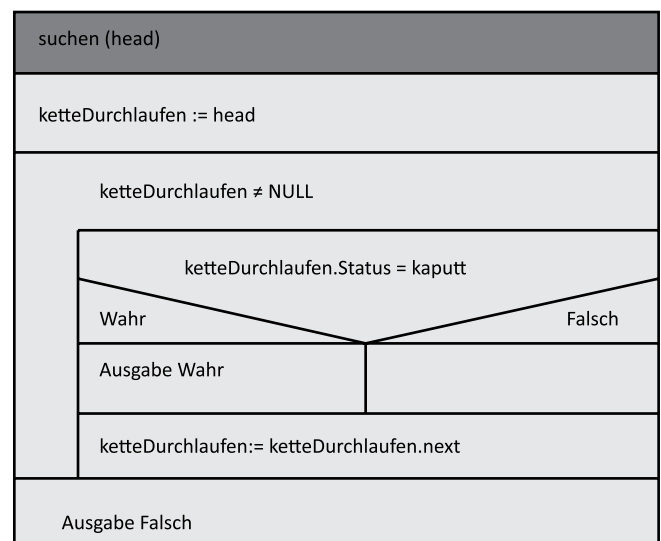 suchen (head)
ketteDurchlaufen := head
ketteDurchlaufen ≠ NULL
ketteDurchlaufen.Status = kaputt
Wahr
Falsch
Ausgabe Wahr
ketteDurchlaufen:= ketteDurchlaufen.next
Ausgabe Falsch